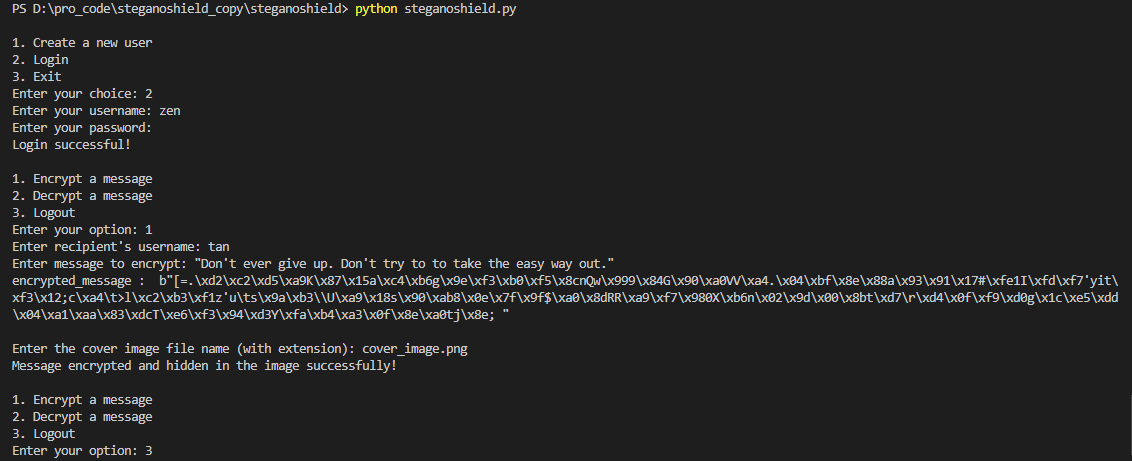 PS D:\pro_code\steganoshield_copy\steganoshield> python steganoshield.py
1. Create a new user
2. Login
3. Exit
Enter your choice: 2
Enter your username: zen
Enter your password:
Login successful!
1. Encrypt a message
2. Decrypt a message
3. Logout
Enter your option: 1
Enter recipient's username: tan
Enter message to encrypt: "Don't ever give up. Don't try to to take the easy way out."
encrypted_message :  b"[=.\xd2\xc2\xd5\xa9K\x87\x15a\xc4\xb6g\x9e\xf3\xb0\xf5\x8cnQw\x999\x84G\x90\xa0VV\xa4.\x04\xbf\x8e\x88a\x93\x91\x17#\xfe1I\xfd\xf7'yit\
xf3\x12;c\xa4\t>l\xc2\xb3\xf1z'u\ts\x9a\xb3\\U\xa9\x18s\x90\xab8\x0e\x7f\x9f$\xa0\x8dRR\xa9\xf7\x980X\xb6n\x02\x9d\x00\x8bt\xd7\r\xd4\x0f\xf9\xd0g\x1c\xe5\xdd
\x04\xa1\xaa\x83\xdcT\xe6\xf3\x94\xd3Y\xfa\xb4\xa3\x0f\x8e\xa0tj\x8e; "
Enter the cover image file name (with extension): cover_image.png
Message encrypted and hidden in the image successfully!
1. Encrypt a message
2. Decrypt a message
3. Logout
Enter your option: 3